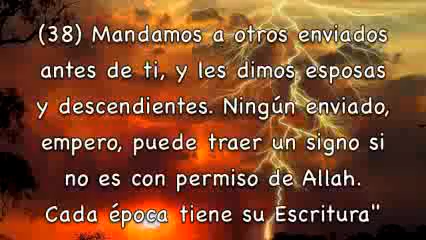 (38) Mandamos a otros enviados
antes de ti, y les dimos esposas
y descendientes. Ningún enviado,
empero, puede traer un signo si
no es con permiso de Allah.
Cada época tiene su Escritura"